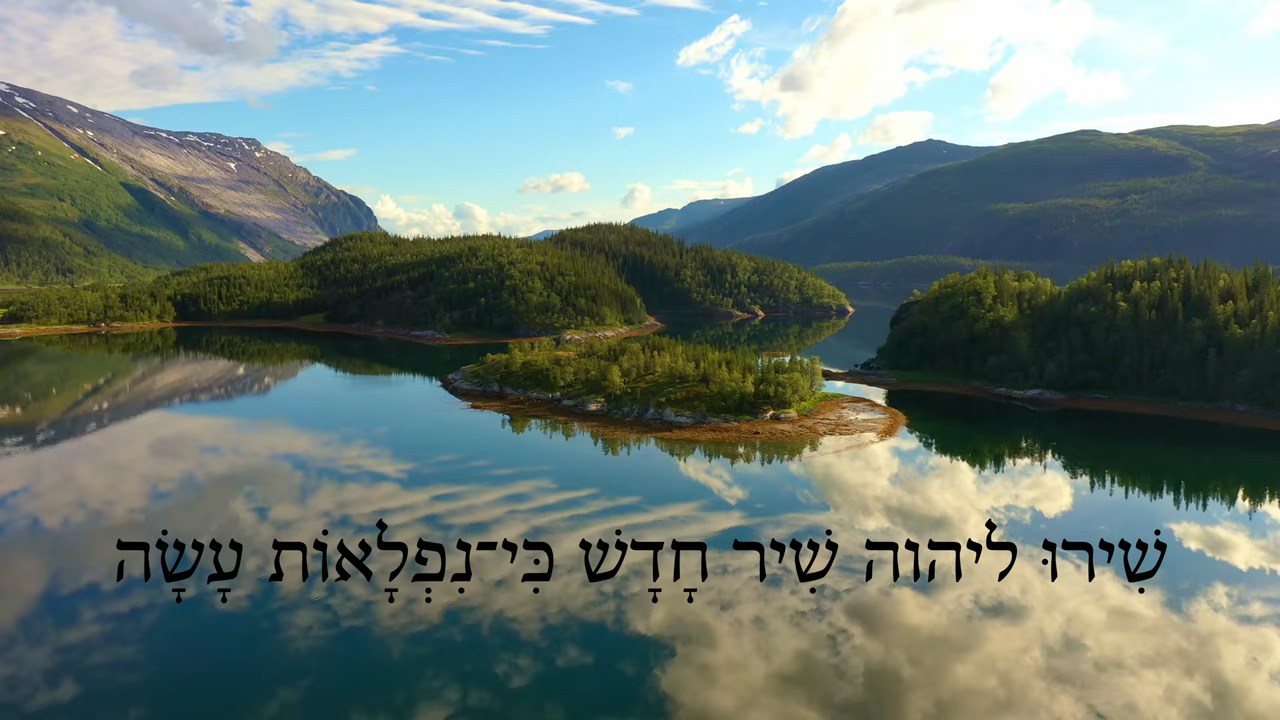 שִׁירוּ לַיהוה שִׁיר חָדָשׁ כִּי־נִפְלָאוֹת עָשָׂה